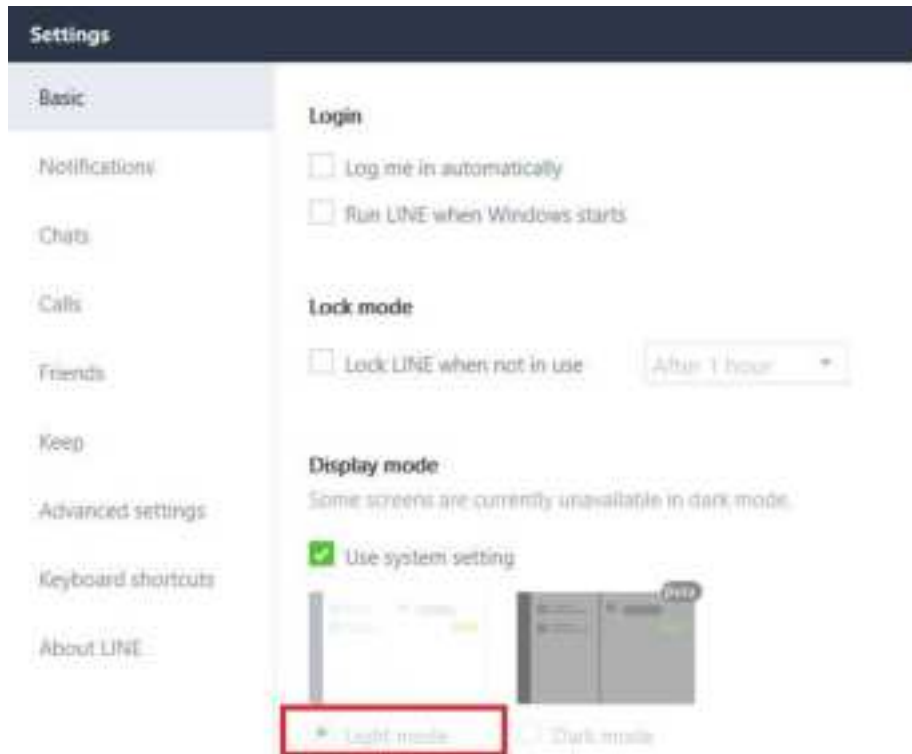 Settings
Basic
Notifications
Chats
Calls
Friends
Keep
Advanced settings
Keyboard shortcuts
About LINE
Login
Log me in automatically
Run LINE when Windows starts
Lock mode
Lock LINE when not in use
After 1 hour
Display mode
Some screens are currently unavailable in dark mode.
Use system setting
Light mode
Dark mode